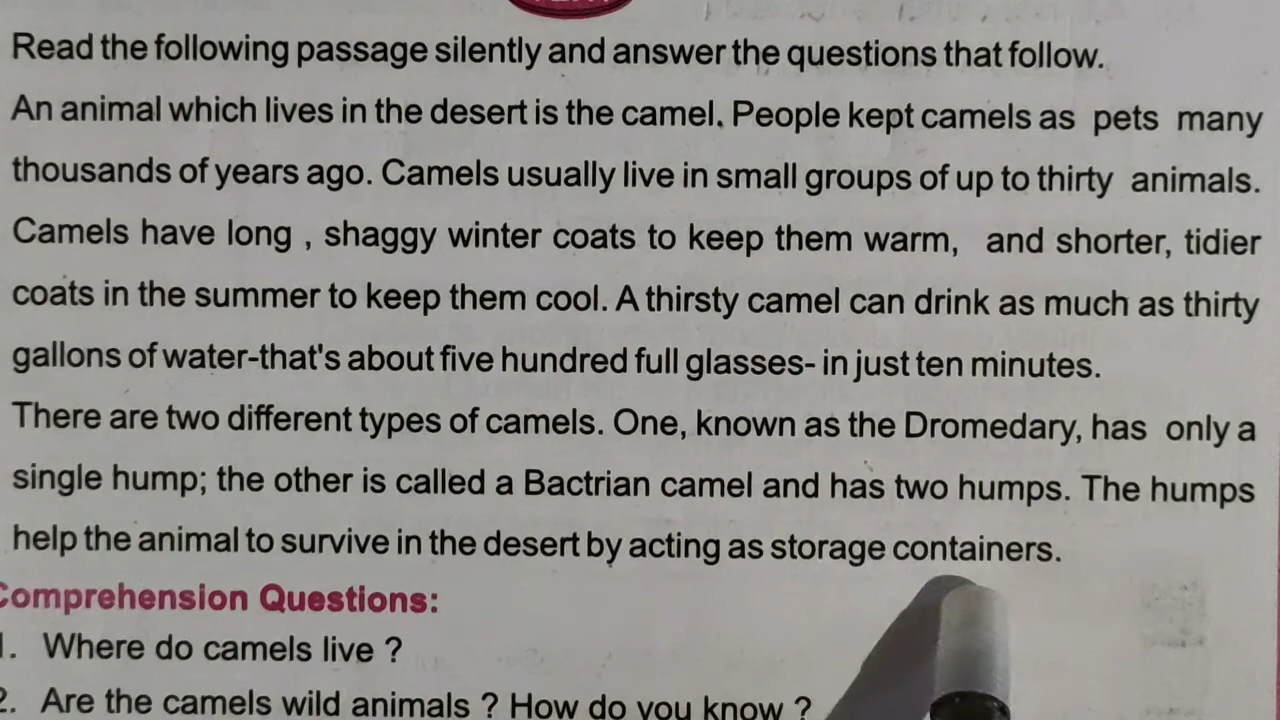 Read the following passage silently and answer the questions that follow.
An animal which lives in the desert is the camel. People kept camels as pets many
thousands of years ago. Camels usually live in small groups of up to thirty animals.
Camels have long , shaggy winter coats to keep them warm, and shorter, tidier
coats in the summer to keep them cool. A thirsty camel can drink as much as thirty
gallons of water-that's about five hundred full glasses- in just ten minutes.
There are two different types of camels. One, known as the Dromedary, has only a
single hump; the other is called a Bactrian camel and has two humps. The humps
help the animal to survive in the desert by acting as storage containers.
Comprehension Questions:
1. Where do camels live ?
2. Are the camels wild animals ? How do you know ?